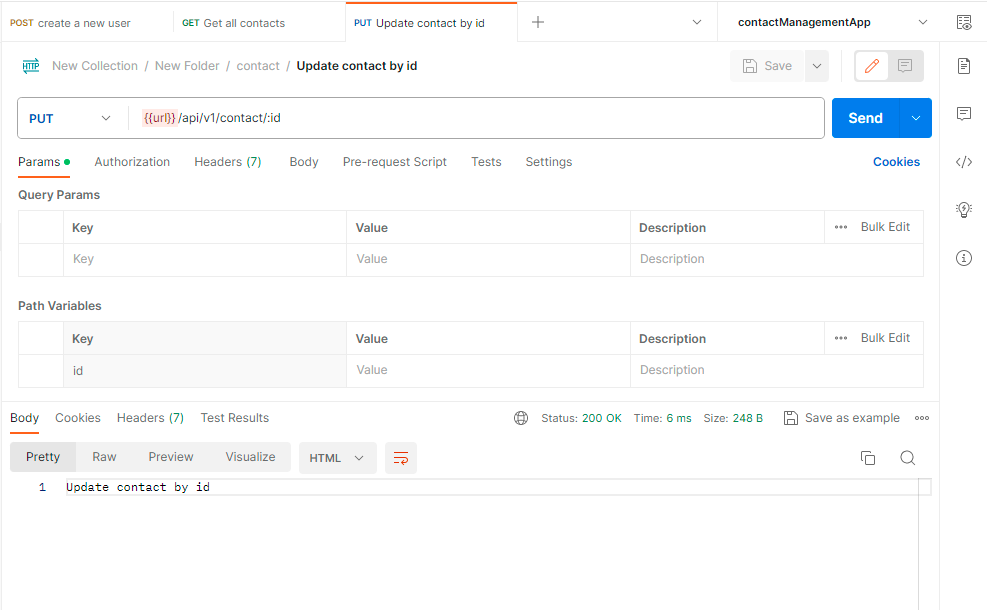 POST create a new user GET Get all contacts PUT Update contact by id contactManagementApp
HTTP New Collection / New Folder / contact / Update contact by id Save
PUT {{url}}/api/v1/contact/:id Send
Params Authorization Headers (7) Body Pre-request Script Tests Settings Cookies
Query Params
Key Value Description Bulk Edit
Key Value Description
Path Variables
Key Value Description Bulk Edit
id Value Description
Body Cookies Headers (7) Test Results Status: 200 OK Time: 6 ms Size: 248 B Save as example
Pretty Raw Preview Visualize HTML
1 Update contact by id